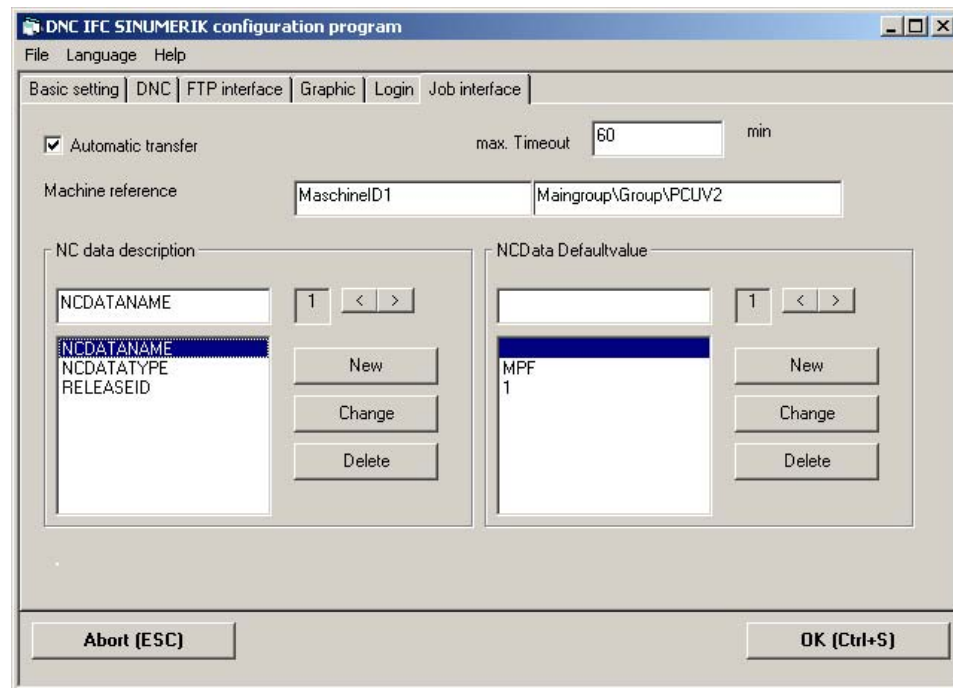 DNC IFC SINUMERIK configuration program
File Language Help
Basic setting DNC FTP interface Graphic Login Job interface
Automatic transfer max. Timeout 60 min
Machine reference MaschineID1 Maingroup\Group\PCUV2
NC data description NCData Defaultvalue
NCDATANAME 1 < > 1 < >
NCDATANAME
NCDATATYPE New MPF New
RELEASEID 1
Change Change
Delete Delete
Abort (ESC) OK (Ctrl+S)